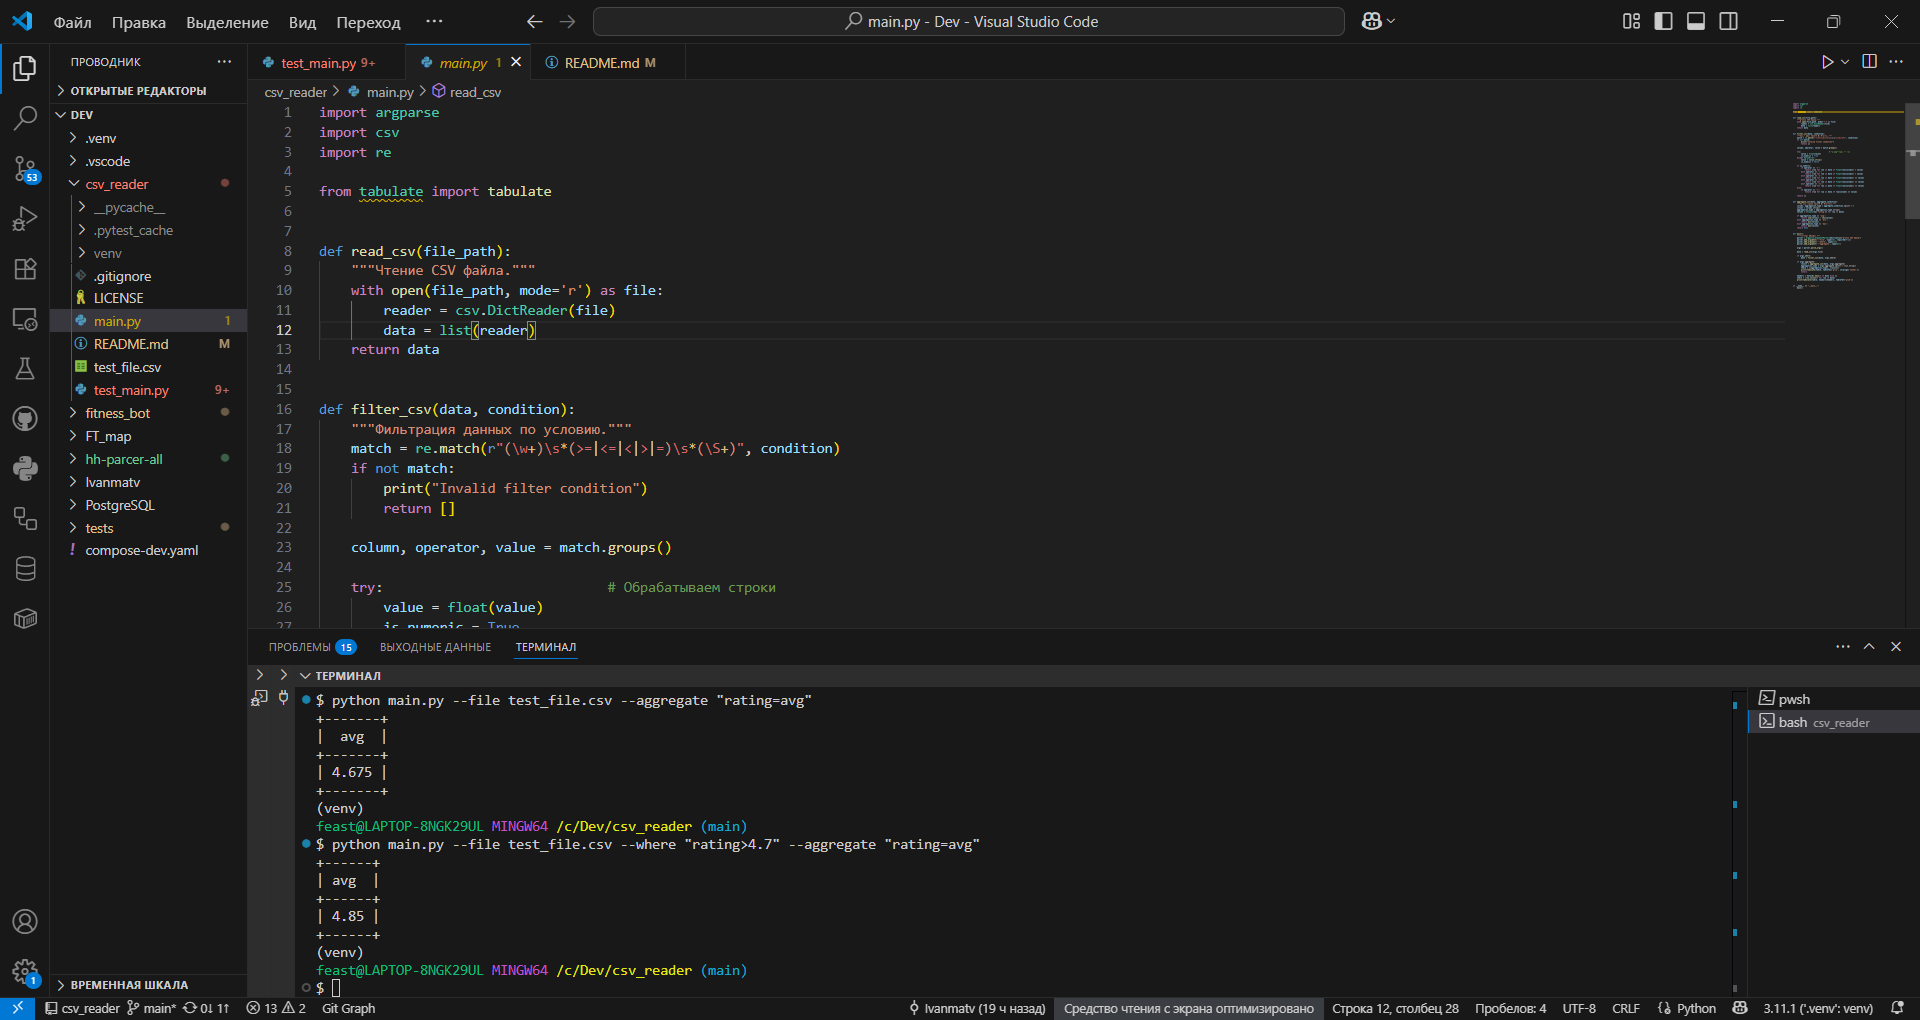 Файл Правка Выделение Вид Переход ··· main.py - Dev - Visual Studio Code
ПРОВОДНИК ···
ОТКРЫТЫЕ РЕДАКТОРЫ
DEV
.venv
.vscode
csv_reader
__pycache__
.pytest_cache
venv
.gitignore
LICENSE
main.py 1
README.md M
test_file.csv
test_main.py 9+
fitness_bot
FT_map
hh-parcer-all
Ivanmatv
PostgreSQL
tests
compose-dev.yaml
ВРЕМЕННАЯ ШКАЛА
53
1
test_main.py 9+ main.py 1 README.md M
csv_reader > main.py > read_csv
1 import argparse
2 import csv
3 import re
4
5 from tabulate import tabulate
6
7
8 def read_csv(file_path):
9 """Чтение CSV файла."""
10 with open(file_path, mode='r') as file:
11 reader = csv.DictReader(file)
12 data = list(reader)
13 return data
14
15
16 def filter_csv(data, condition):
17 """Фильтрация данных по условию."""
18 match = re.match(r"(\w+)\s*(>=|<=|<|>|=)\s*(\S+)", condition)
19 if not match:
20 print("Invalid filter condition")
21 return []
22
23 column, operator, value = match.groups()
24
25 try: # Обрабатываем строки
26 value = float(value)
27 is_numeric = True
ПРОБЛЕМЫ 15 ВЫХОДНЫЕ ДАННЫЕ ТЕРМИНАЛ
ТЕРМИНАЛ
$ python main.py --file test_file.csv --aggregate "rating=avg"
+-------+
| avg |
+-------+
| 4.675 |
+-------+
(venv)
feast@LAPTOP-8NGK29UL MINGW64 /c/Dev/csv_reader (main)
$ python main.py --file test_file.csv --where "rating>4.7" --aggregate "rating=avg"
+------+
| avg |
+------+
| 4.85 |
+------+
(venv)
feast@LAPTOP-8NGK29UL MINGW64 /c/Dev/csv_reader (main)
$
pwsh
bash csv_reader
csv_reader main* 0↓ 1↑ 13 2 Git Graph Ivanmatv (19 ч назад) Средство чтения с экрана оптимизировано Строка 12, столбец 28 Пробелов: 4 UTF-8 CRLF Python 3.11.1 ('.venv': venv)